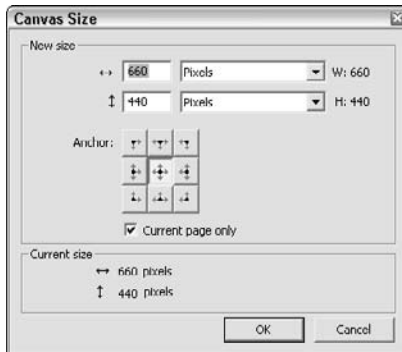 Canvas Size
New size
660 Pixels W: 660
440 Pixels H: 440
Anchor:
Current page only
Current size
660 pixels
440 pixels
OK Cancel